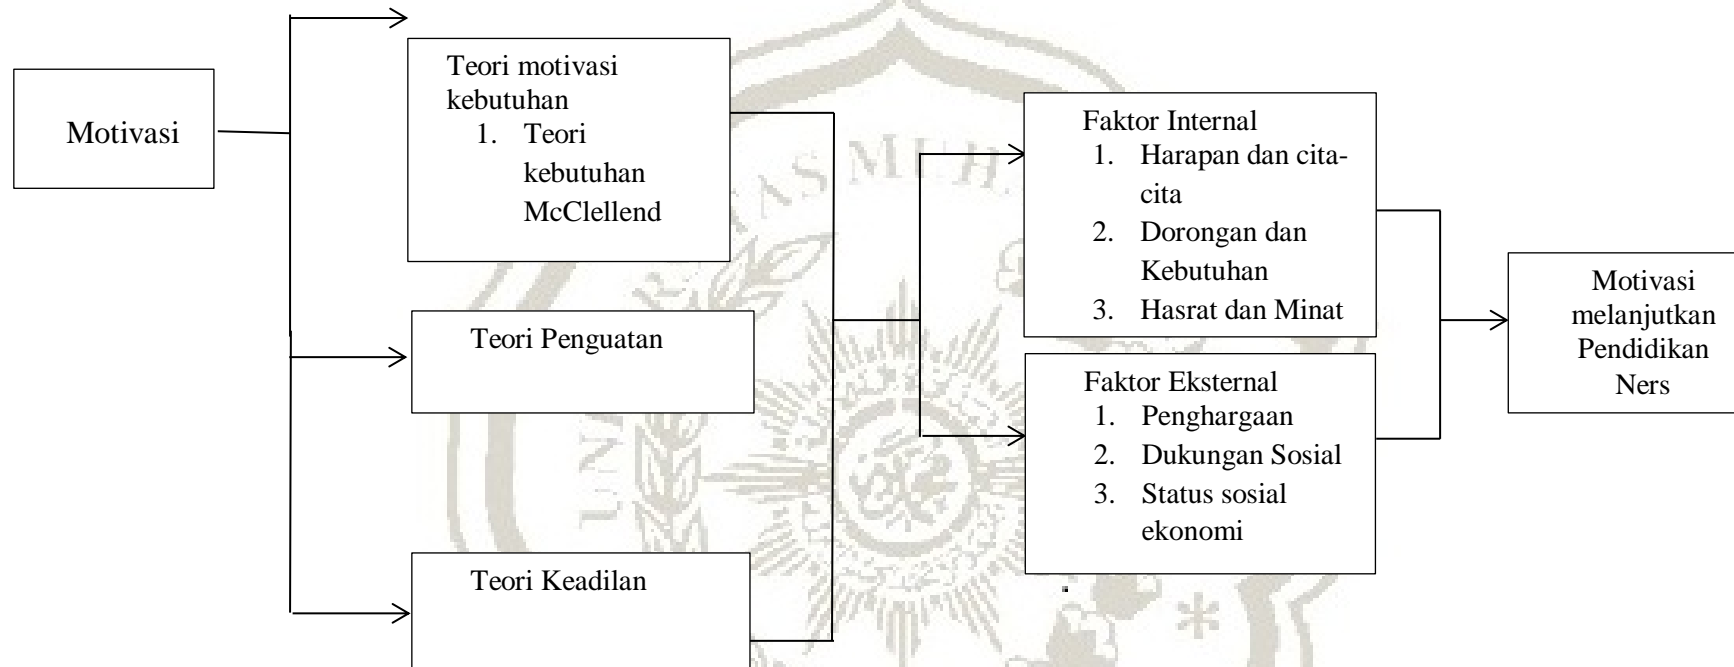 Motivasi
Teori motivasi
kebutuhan
1. Teori
kebutuhan
McClellend
Teori Penguatan
Teori Keadilan
Faktor Internal
1. Harapan dan cita-
cita
2. Dorongan dan
Kebutuhan
3. Hasrat dan Minat
Faktor Eksternal
1. Penghargaan
2. Dukungan Sosial
3. Status sosial
ekonomi
Motivasi
melanjutkan
Pendidikan
Ners